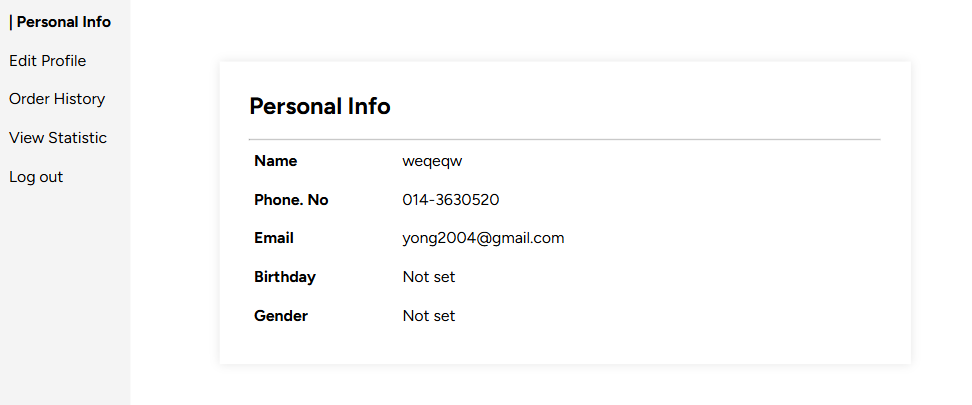 | Personal Info
Edit Profile
Order History
View Statistic
Log out
Personal Info
Name weqeqw
Phone. No 014-3630520
Email yong2004@gmail.com
Birthday Not set
Gender Not set